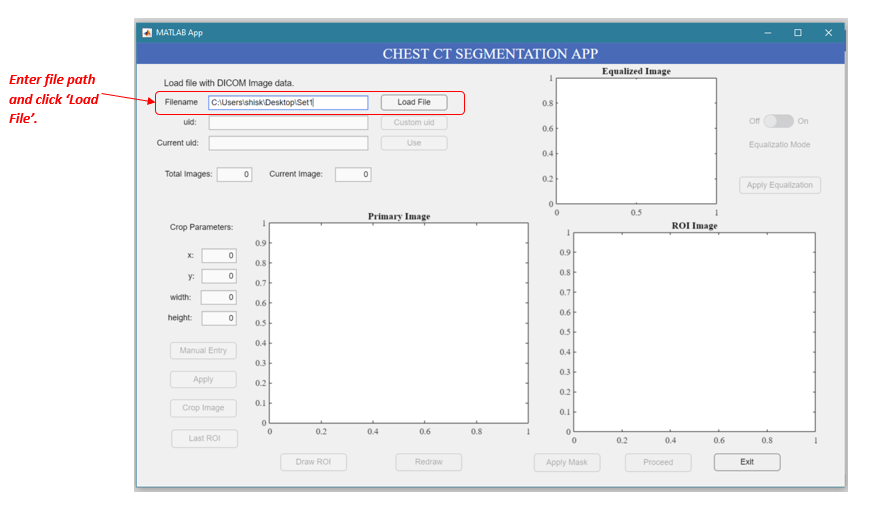 MATLAB App
CHEST CT SEGMENTATION APP
Enter file path
and click ‘Load
File’.
Load file with DICOM Image data.
Filename C:\Users\shisk\Desktop\Set1 Load File
uid: Custom uid
Current uid: Use
Total Images: 0 Current Image: 0
Equalized Image
1
0.8
0.6
0.4
0.2
0
0 0.5 1
Off On
Equalizatio Mode
Apply Equalization
Crop Parameters:
x: 0
y: 0
width: 0
height: 0
Manual Entry
Apply
Crop Image
Last ROI
Primary Image
1
0.9
0.8
0.7
0.6
0.5
0.4
0.3
0.2
0.1
0
0 0.2 0.4 0.6 0.8 1
ROI Image
1
0.9
0.8
0.7
0.6
0.5
0.4
0.3
0.2
0.1
0
0 0.2 0.4 0.6 0.8 1
Draw ROI Redraw Apply Mask Proceed Exit